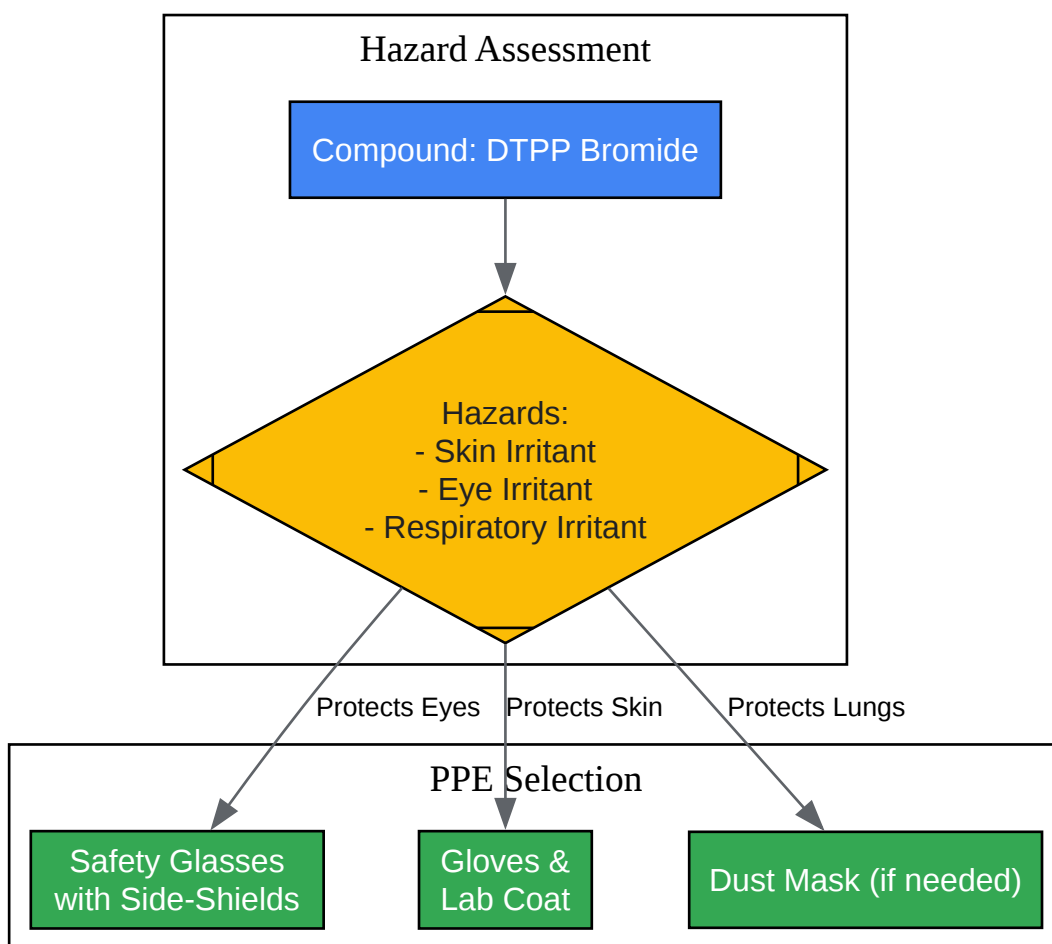 Hazard Assessment
Compound: DTPP Bromide
Hazards:
- Skin Irritant
- Eye Irritant
- Respiratory Irritant
Protects Eyes
Protects Skin
Protects Lungs
PPE Selection
Safety Glasses
with Side-Shields
Gloves &
Lab Coat
Dust Mask (if needed)